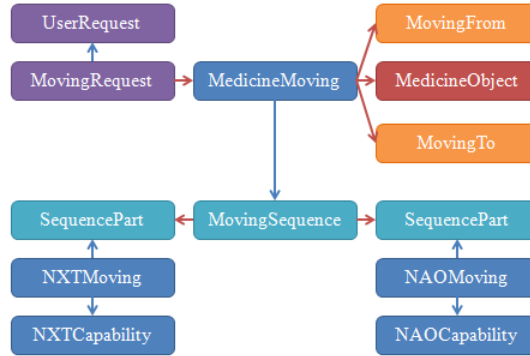 UserRequest
MovingFrom
MovingRequest
MedicineMoving
MedicineObject
MovingTo
SequencePart
MovingSequence
SequencePart
NXTMoving
NAOMoving
NXTCapability
NAOCapability